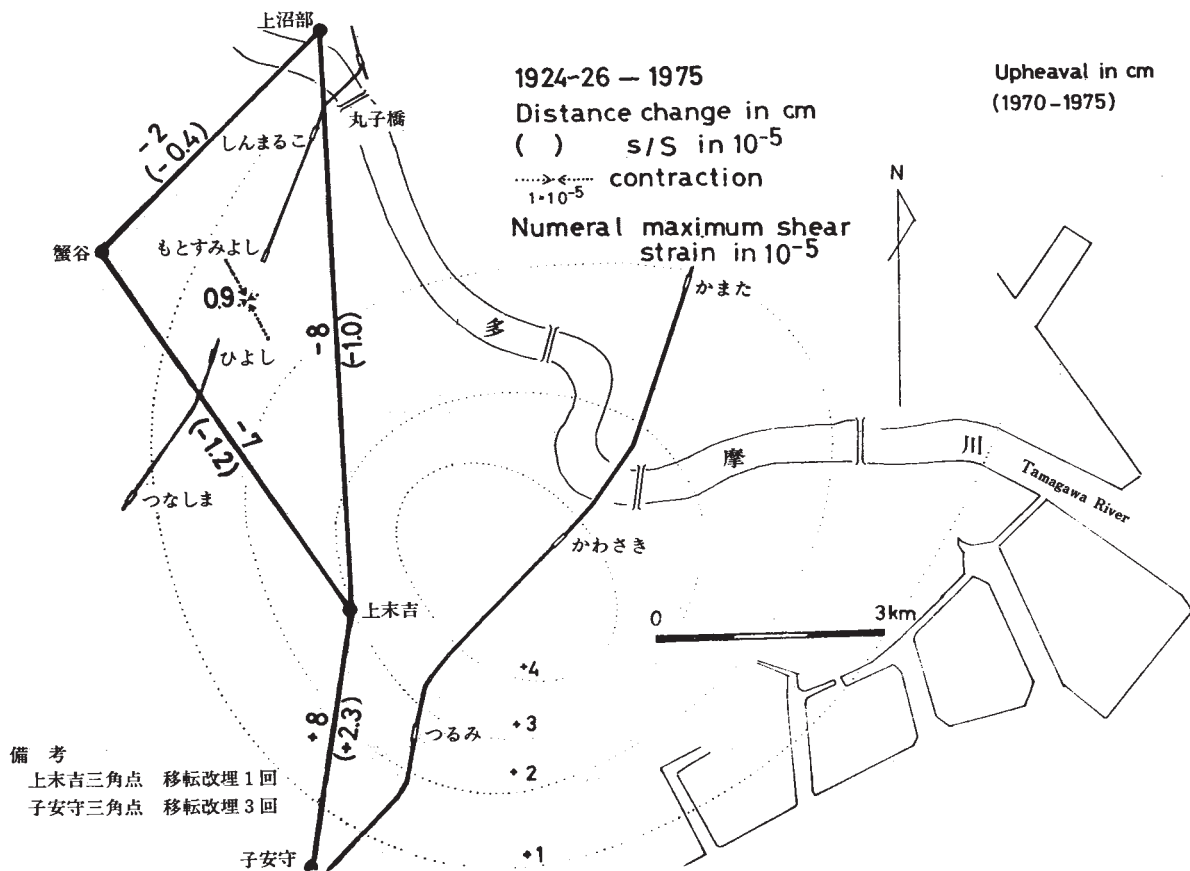 上沼部
1924-26 — 1975
Distance change in cm
( ) s/S in 10⁻⁵
contraction
1·10⁻⁵
Numeral maximum shear
strain in 10⁻⁵
Upheaval in cm
(1970-1975)
N
丸子橋
しんまるこ
-2
(-0.4)
蟹谷
もとすみよし
0.9
かまた
多
-8
(-1.0)
ひよし
-7
(-1.2)
摩
川
Tamagawa River
つなしま
かわさき
上末吉
0
3km
+4
+8
(+2.3)
つるみ
+3
+2
備 考
上末吉三角点 移転改埋1回
子安守三角点 移転改埋3回
子安守
+1